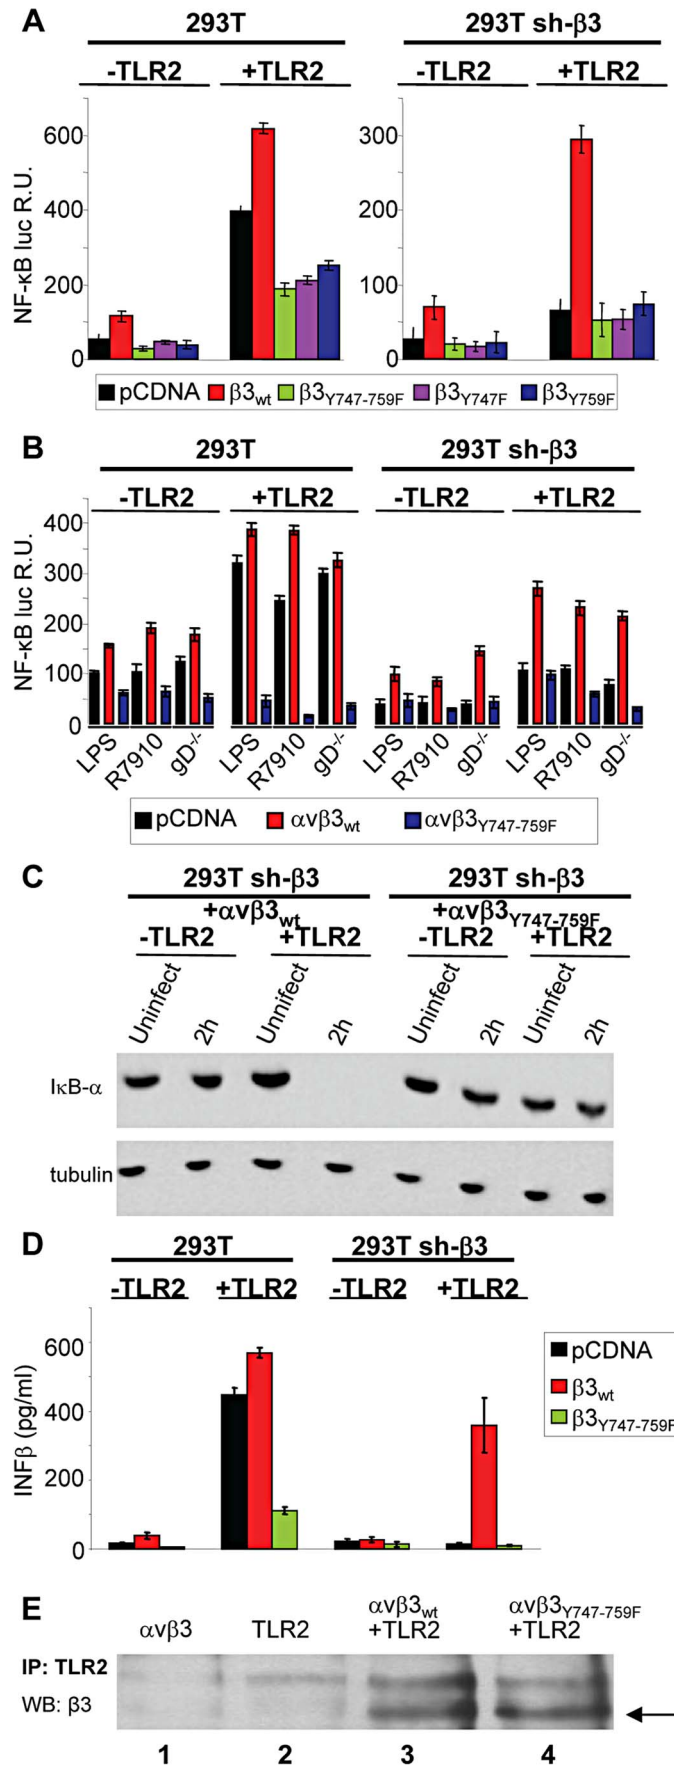 A
293T
293T sh-β3
-TLR2
+TLR2
-TLR2
+TLR2
NF-κB luc R.U.
600
400
200
0
300
200
100
0
pCDNA
β3wt
β3Y747-759F
β3Y747F
β3Y759F
B
293T
293T sh-β3
-TLR2
+TLR2
-TLR2
+TLR2
NF-κB luc R.U.
400
300
200
100
0
LPS
R7910
gD-/-
LPS
R7910
gD-/-
LPS
R7910
gD-/-
LPS
R7910
gD-/-
pCDNA
αvβ3wt
αvβ3Y747-759F
C
293T sh-β3
293T sh-β3
+αvβ3wt
+αvβ3Y747-759F
-TLR2
+TLR2
-TLR2
+TLR2
Uninfect
2h
Unnifect
2h
Uninfect
2h
Uninfect
2h
IκB-α
tubulin
D
293T
293T sh-β3
-TLR2
+TLR2
-TLR2
+TLR2
INFβ (pg/ml)
600
400
200
0
pCDNA
β3wt
β3Y747-759F
E
αvβ3
TLR2
αvβ3wt
+TLR2
αvβ3Y747-759F
+TLR2
IP: TLR2
WB: β3
1
2
3
4